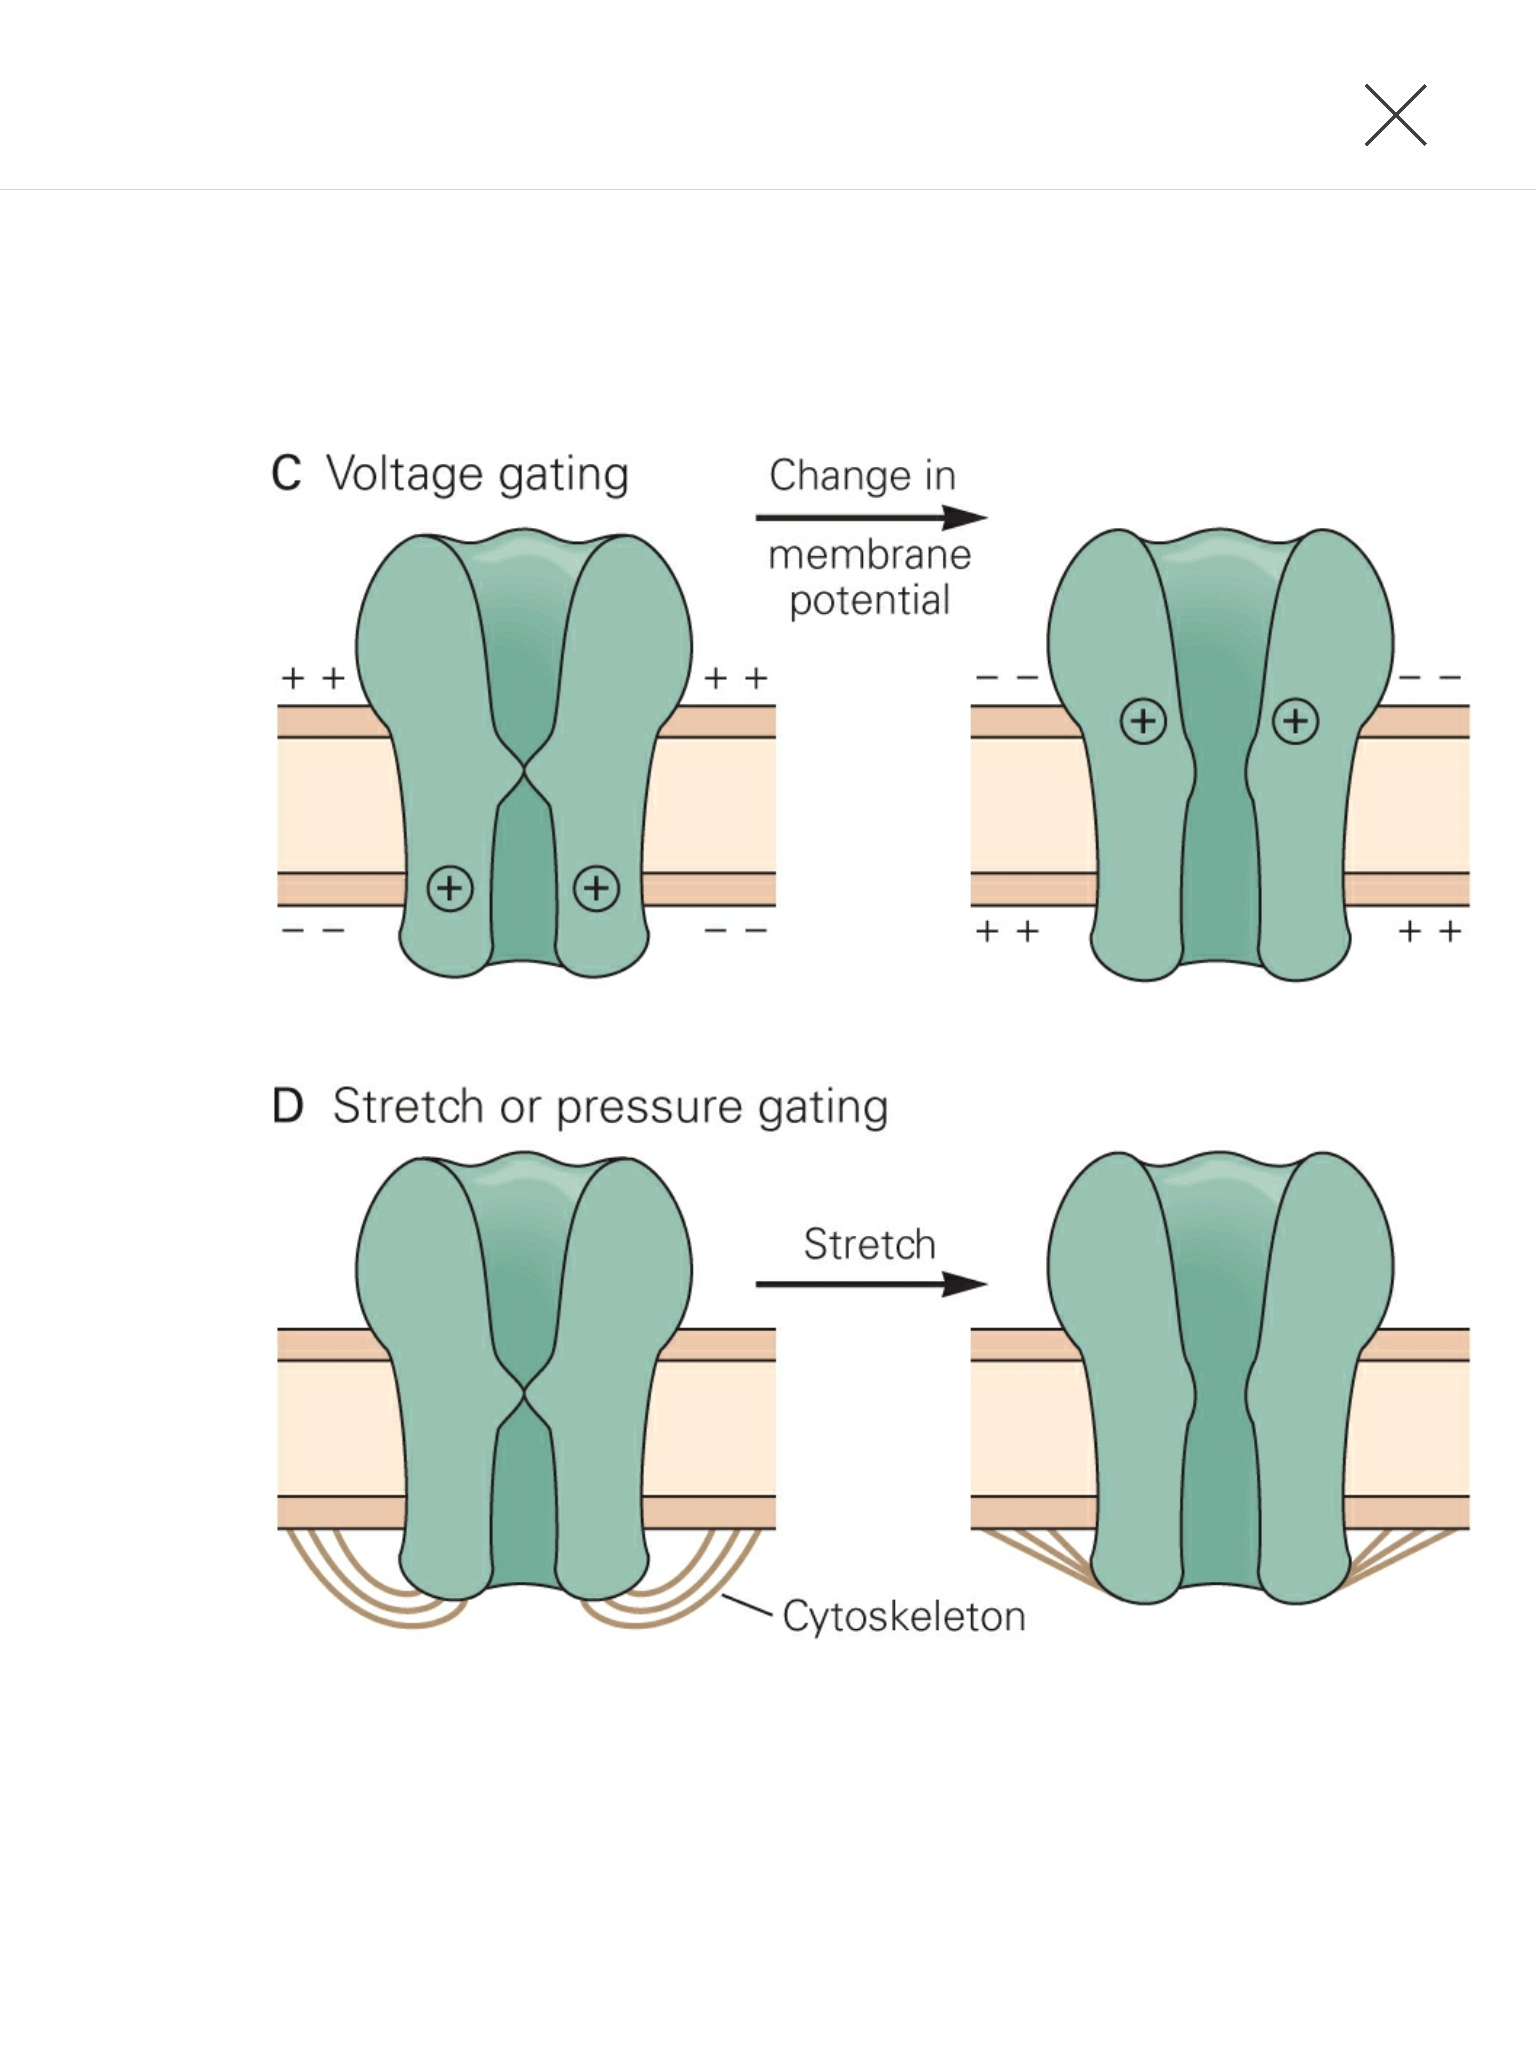 C Voltage gating
Change in
membrane
potential
+ + + +
– – – –
+ +
+ +
– – – –
+ + + +
D Stretch or pressure gating
Stretch
Cytoskeleton